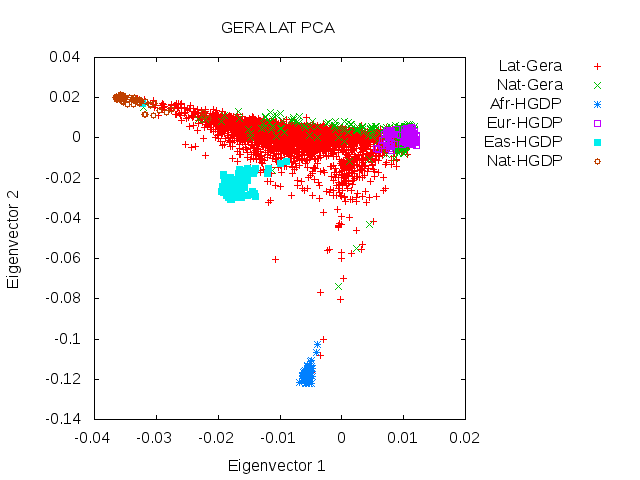 GERA LAT PCA
Lat-Gera
Nat-Gera
Afr-HGDP
Eur-HGDP
Eas-HGDP
Nat-HGDP
0.04
0.02
0
-0.02
-0.04
-0.06
-0.08
-0.1
-0.12
-0.14
Eigenvector 2
-0.04 -0.03 -0.02 -0.01 0 0.01 0.02
Eigenvector 1